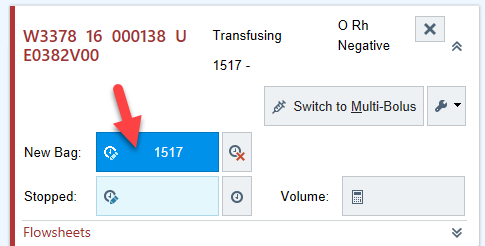 W3378 16 000138 U
E0382V00
Transfusing
1517 -
O Rh
Negative
Switch to Multi-Bolus
New Bag: 1517
Stopped: Volume:
Flowsheets